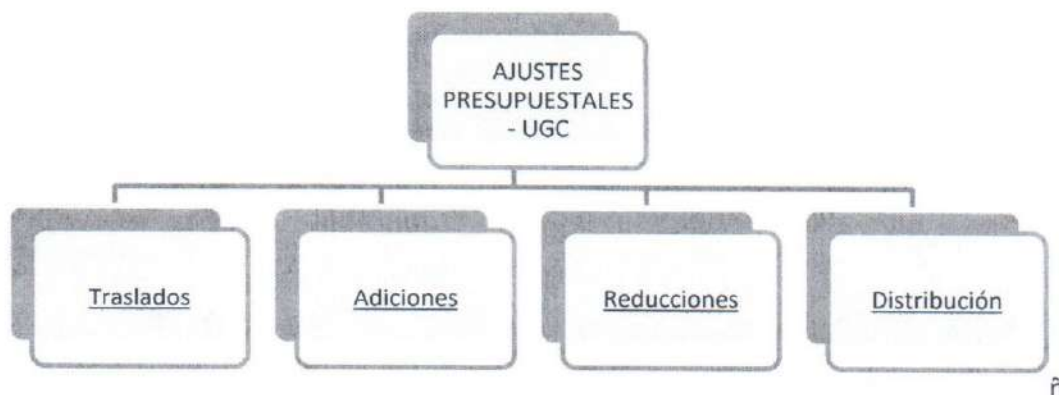 AJUSTES
PRESUPUESTALES
- UGC
Traslados
Adiciones
Reducciones
Distribución